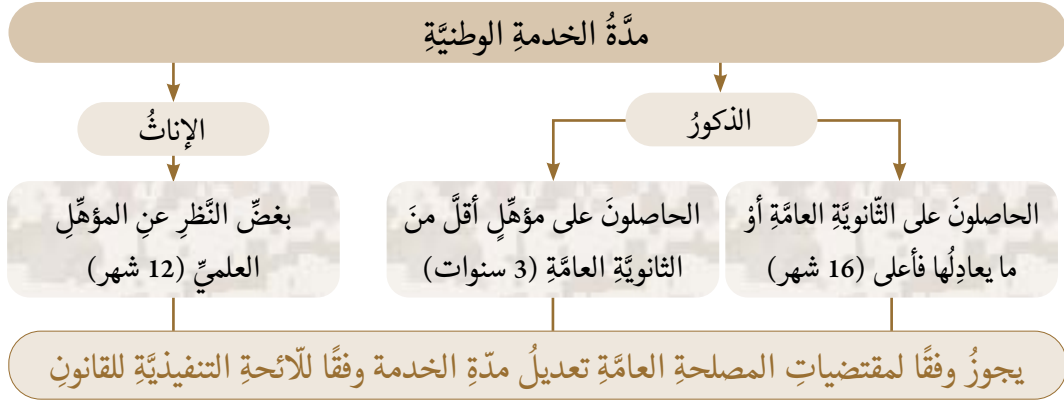 مدَّةُ الخدمةِ الوطنيَّةِ
الذكورُ
الإناثُ
الحاصلونَ على الثّانويَّةِ العامَّةِ أوْ
ما يعادِلُها فأعلى (16 شهر)
الحاصلونَ على مؤهِّلٍ أقلَّ منَ
الثانويَّةِ العامَّةِ (3 سنوات)
بغضِّ النَّظرِ عنِ المؤهِّلِ
العلميِّ (12 شهر)
يجوزُ وفقًا لمقتضياتِ المصلحةِ العامَّةِ تعديلُ مدّةِ الخدمة وفقًا للّائحةِ التنفيذيَّةِ للقانونِ